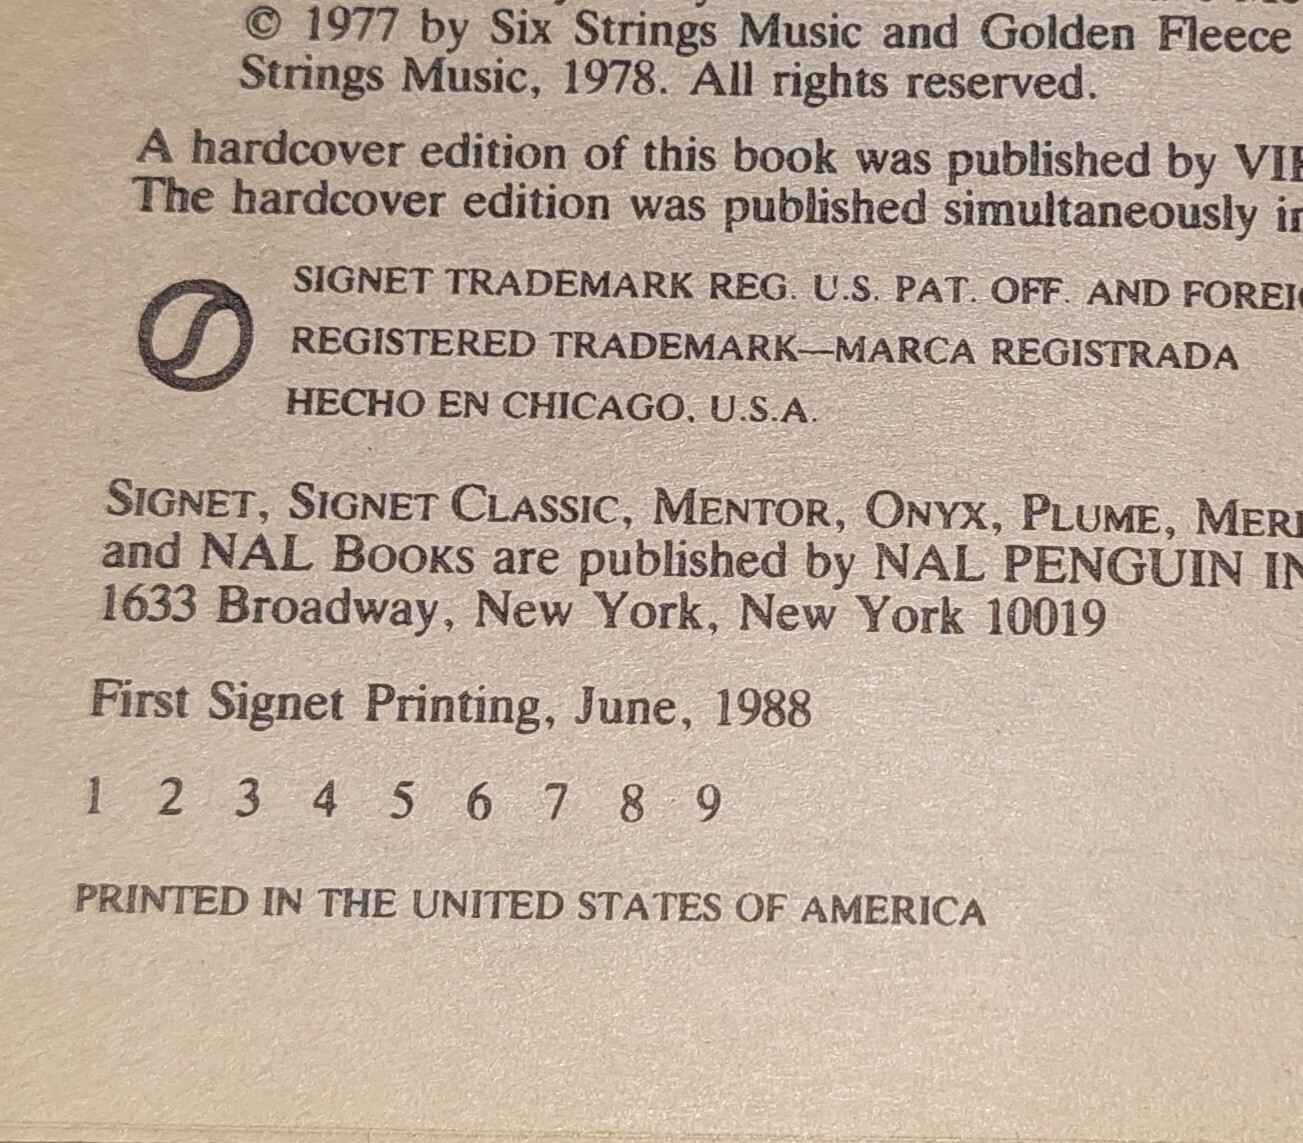 © 1977 by Six Strings Music and Golden Fleece
Strings Music, 1978. All rights reserved.
A hardcover edition of this book was published by
The hardcover edition was published simultaneously
SIGNET TRADEMARK REG. U.S. PAT. OFF. AND
REGISTERED TRADEMARK—MARCA REGISTRADA
HECHO EN CHICAGO, U.S.A.
SIGNET, SIGNET CLASSIC, MENTOR, ONYX, PLUME,
and NAL BOOKS are published by NAL PENGUIN
1633 Broadway, New York, New York 10019
First Signet Printing, June, 1988
1 2 3 4 5 6 7 8 9
PRINTED IN THE UNITED STATES OF AMERICA